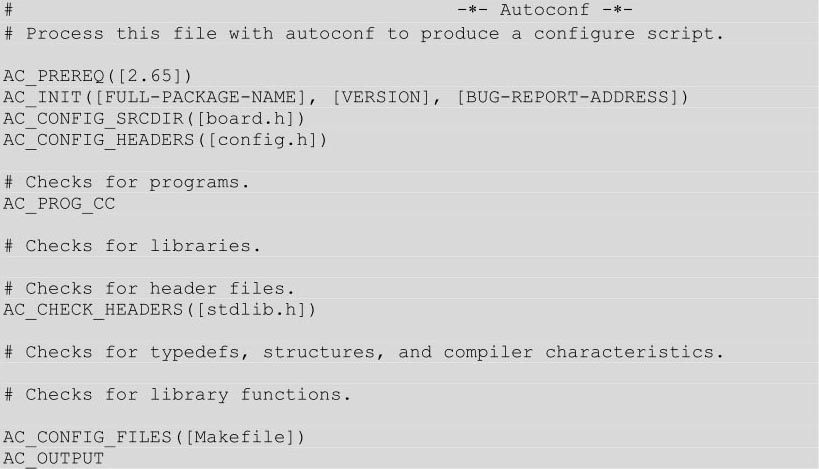 #                                          -*- Autoconf -*-
# Process this file with autoconf to produce a configure script.

AC_PREREQ([2.65])
AC_INIT([FULL-PACKAGE-NAME], [VERSION], [BUG-REPORT-ADDRESS])
AC_CONFIG_SRCDIR([board.h])
AC_CONFIG_HEADERS([config.h])

# Checks for programs.
AC_PROG_CC

# Checks for libraries.

# Checks for header files.
AC_CHECK_HEADERS([stdlib.h])

# Checks for typedefs, structures, and compiler characteristics.

# Checks for library functions.

AC_CONFIG_FILES([Makefile])
AC_OUTPUT